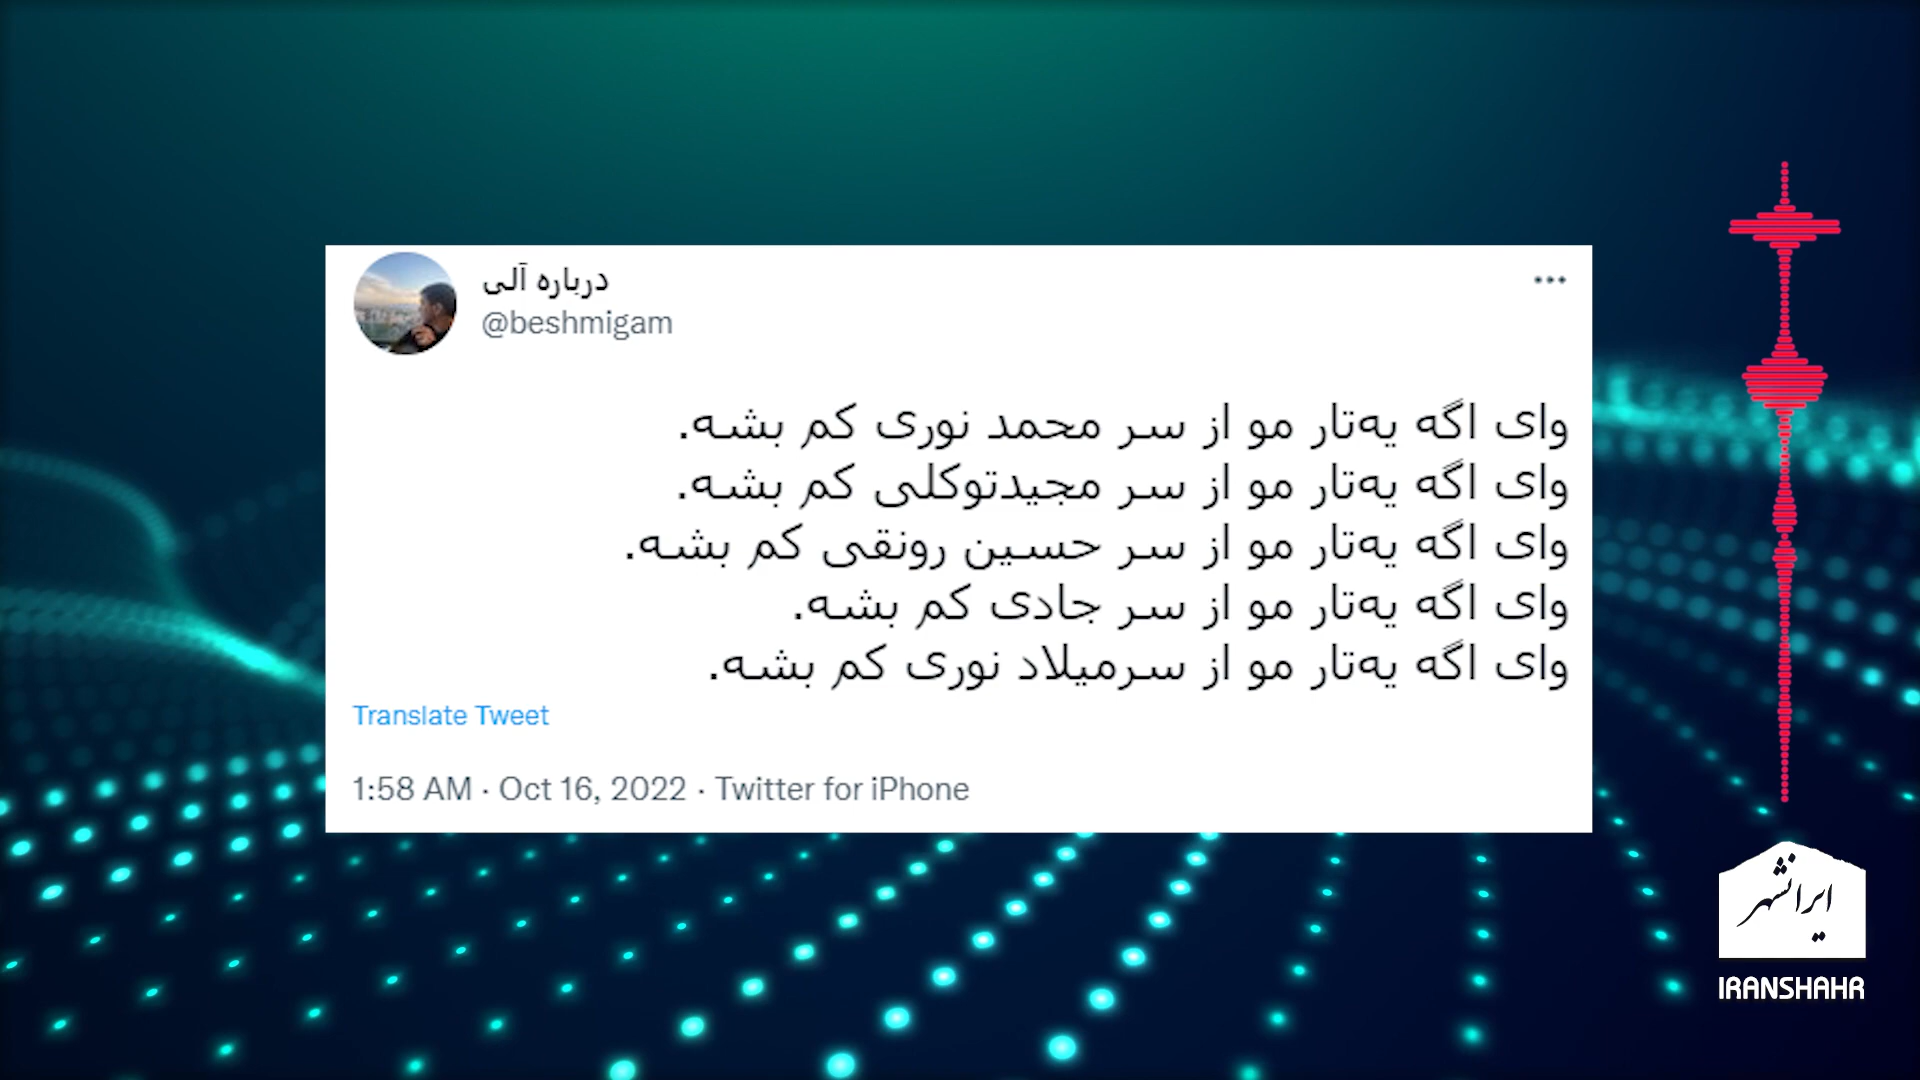 درباره آلی
@beshmigam
وای اگه یه‌تار مو از سر محمد نوری کم بشه.
وای اگه یه‌تار مو از سر مجیدتوکلی کم بشه.
وای اگه یه‌تار مو از سر حسین رونقی کم بشه.
وای اگه یه‌تار مو از سر جادی کم بشه.
وای اگه یه‌تار مو از سرمیلاد نوری کم بشه.
Translate Tweet
1:58 AM · Oct 16, 2022 · Twitter for iPhone
ایرانشهر
IRANSHAHR